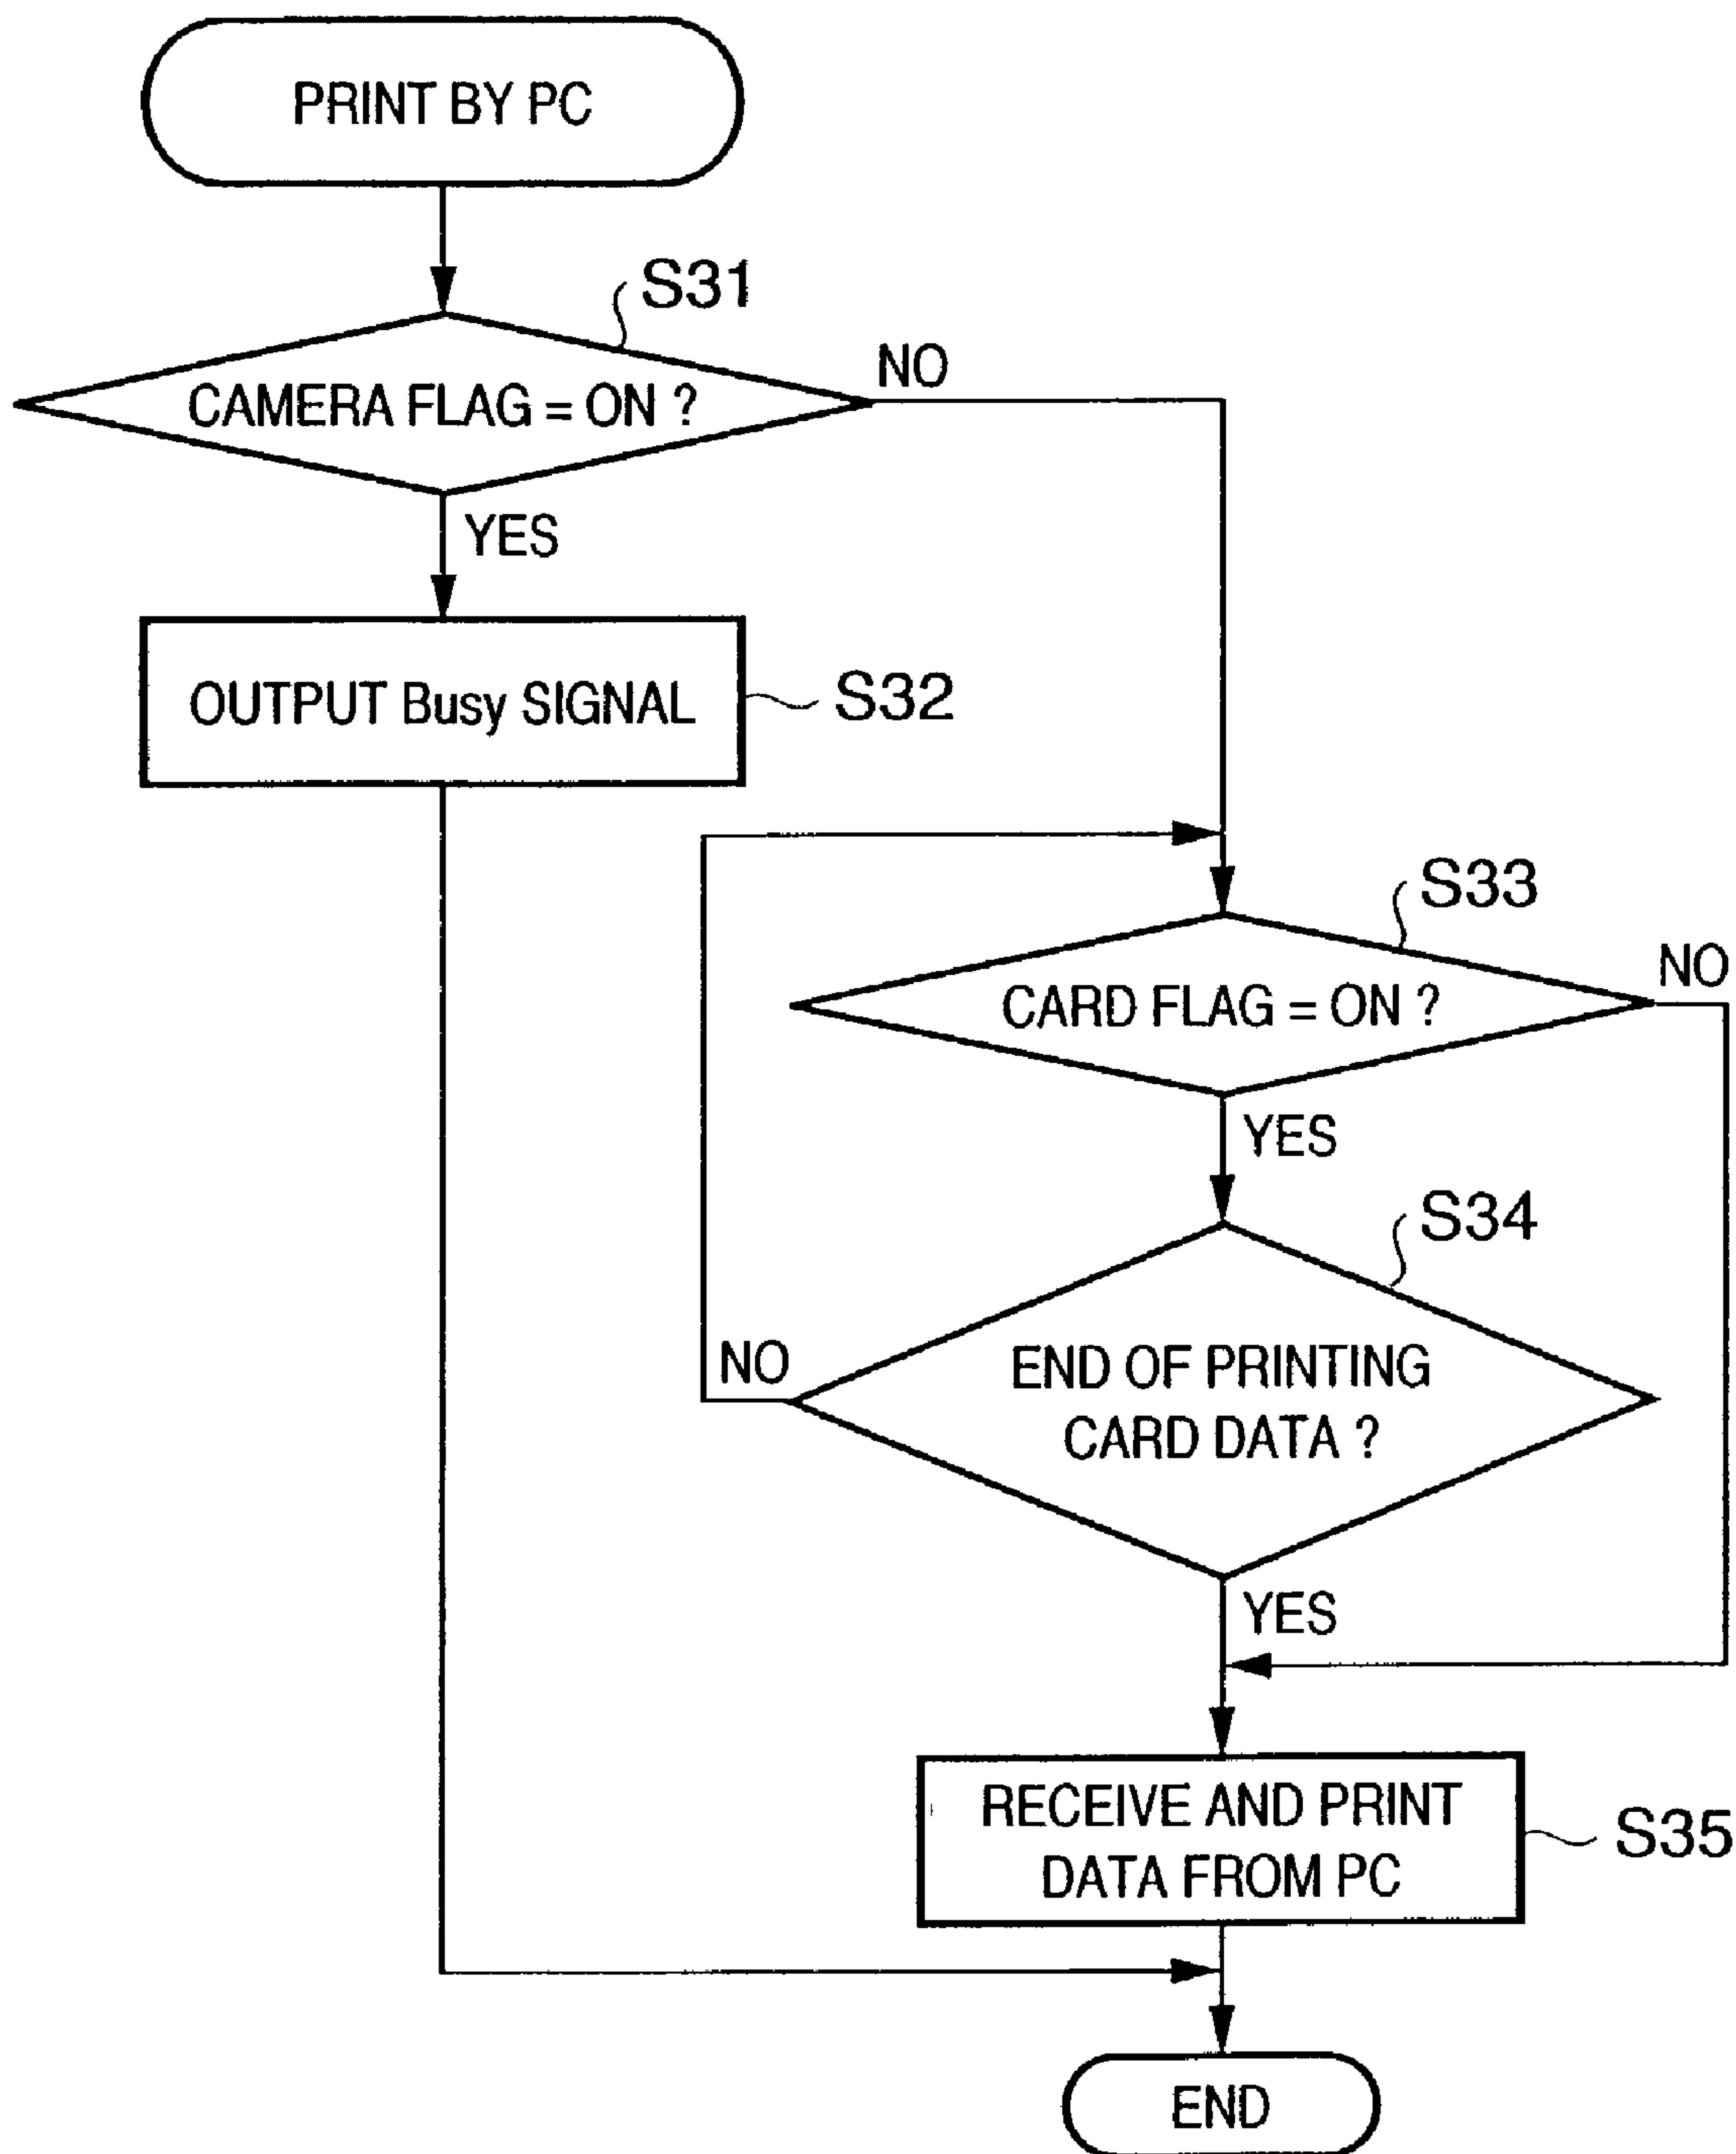 PRINT BY PC
S31
CAMERA FLAG = ON ?
NO
YES
OUTPUT Busy SIGNAL
S32
S33
CARD FLAG = ON ?
NO
YES
S34
END OF PRINTING
CARD DATA ?
NO
YES
RECEIVE AND PRINT
DATA FROM PC
S35
END